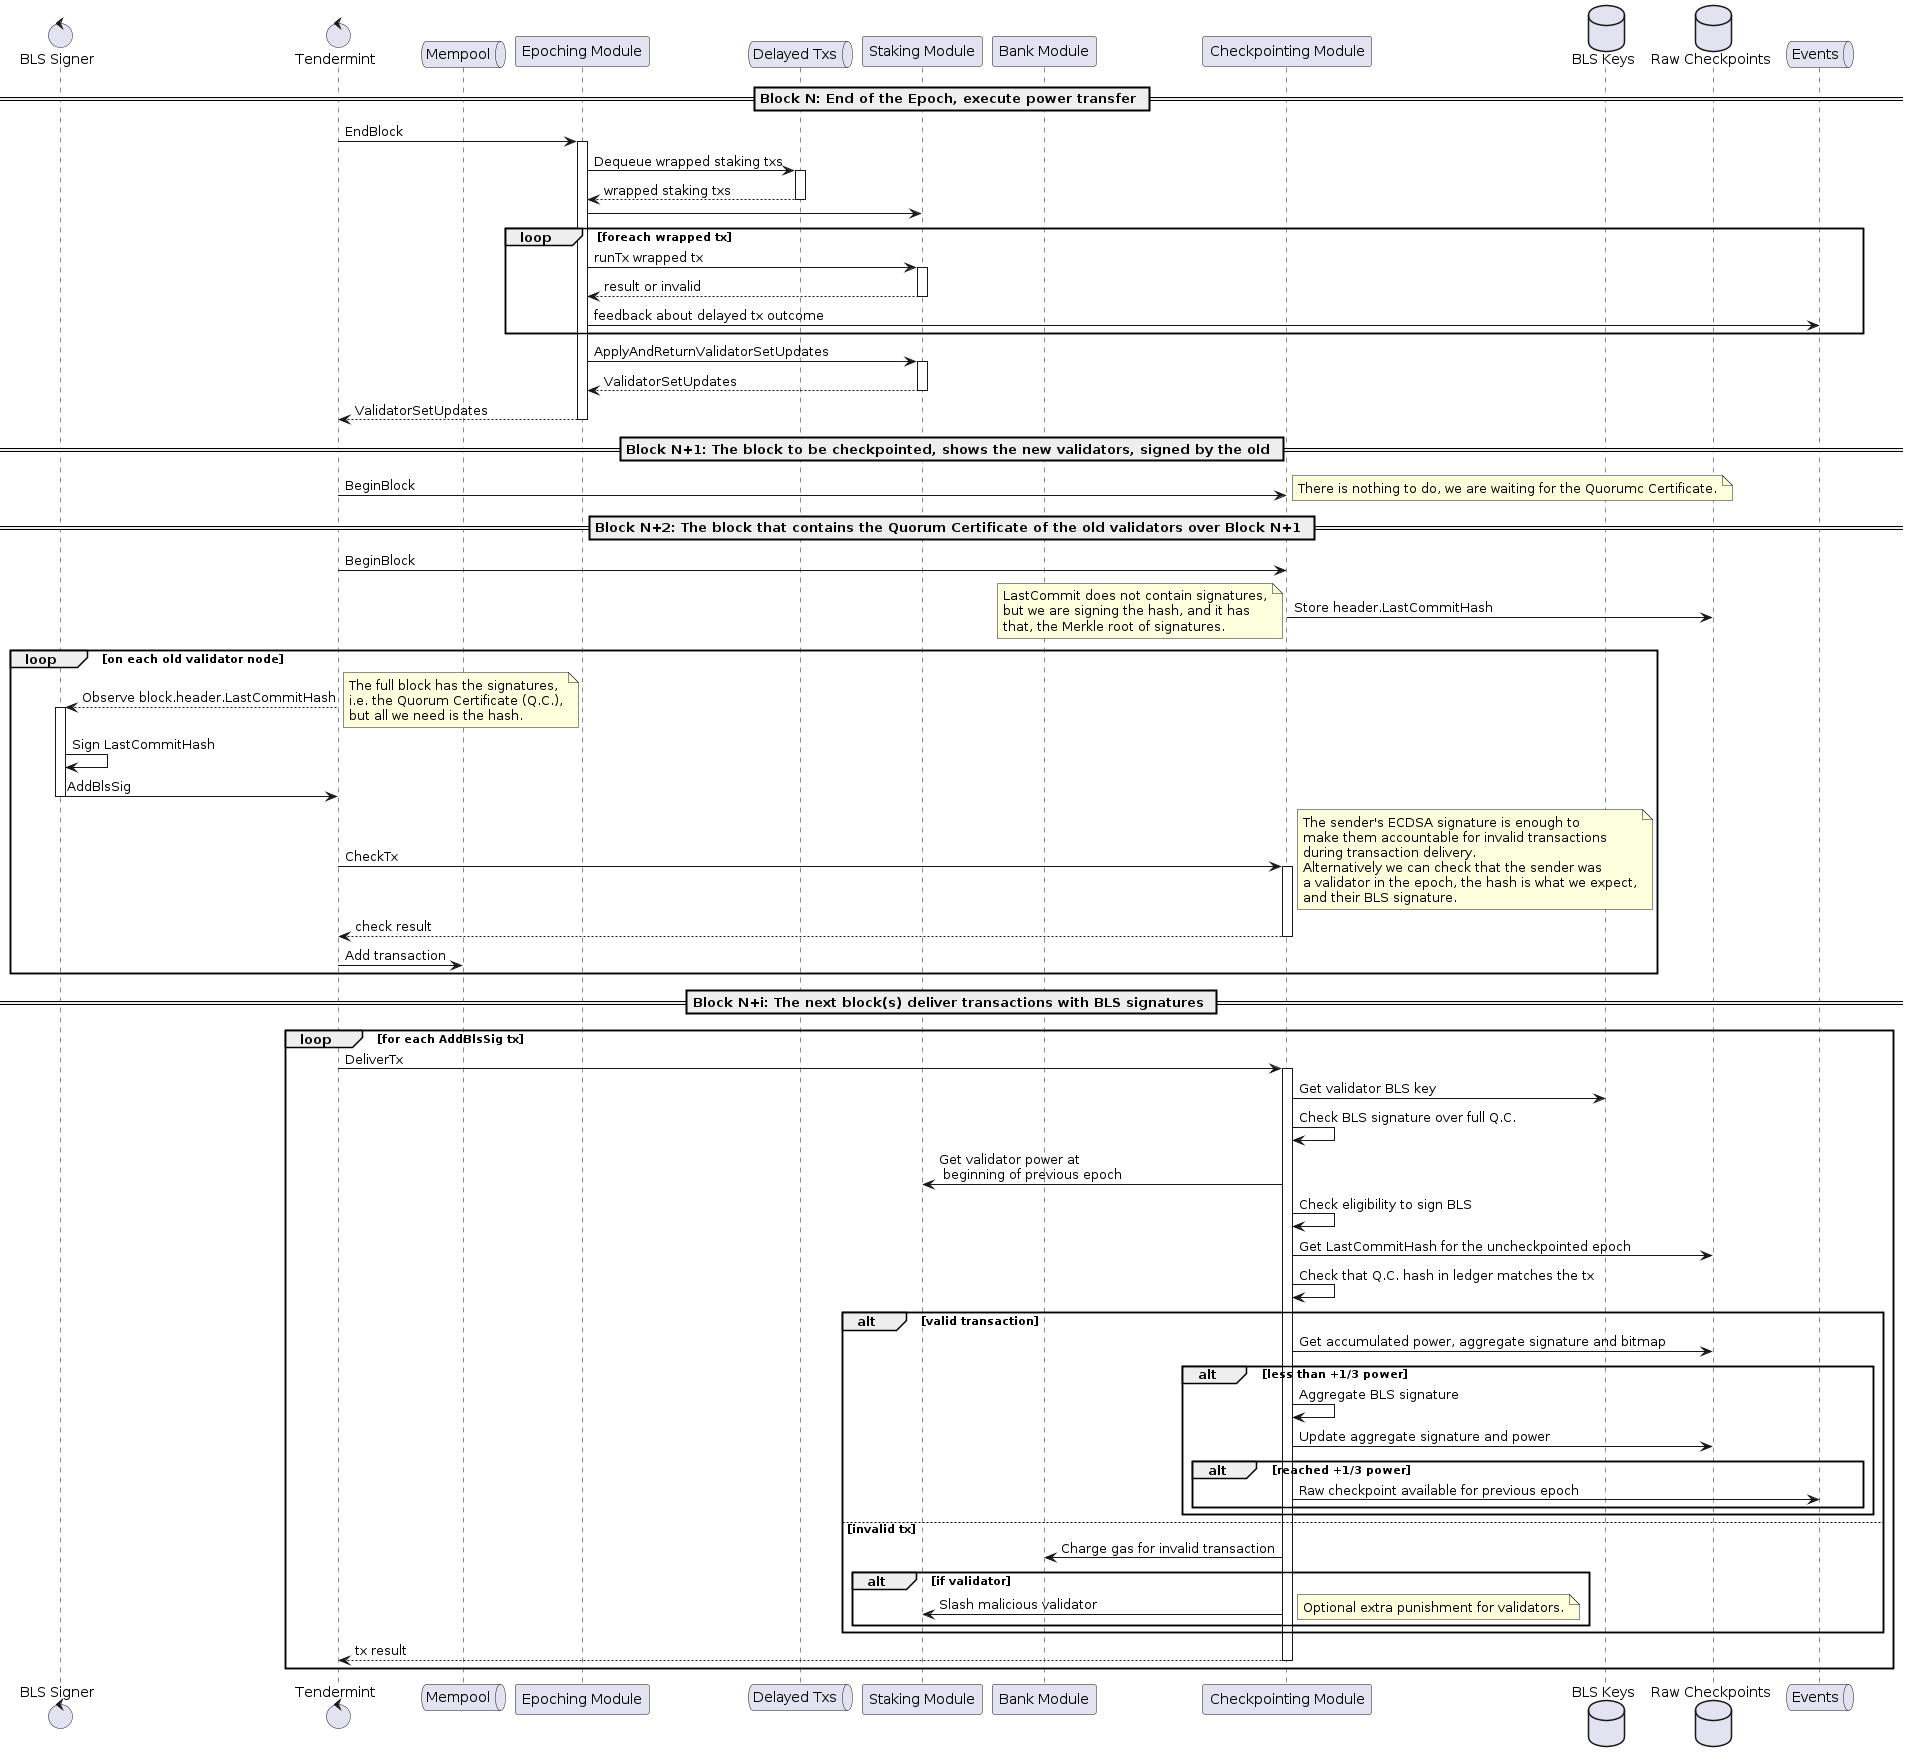 BLS Signer
Tendermint
Mempool
Epoching Module
Delayed Txs
Staking Module
Bank Module
Checkpointing Module
BLS Keys
Raw Checkpoints
Events
Block N: End of the Epoch, execute power transfer
EndBlock
Dequeue wrapped staking txs
wrapped staking txs
loop
[foreach wrapped tx]
runTx wrapped tx
result or invalid
feedback about delayed tx outcome
ApplyAndReturnValidatorSetUpdates
ValidatorSetUpdates
ValidatorSetUpdates
Block N+1: The block to be checkpointed, shows the new validators, signed by the old
BeginBlock
There is nothing to do, we are waiting for the Quorumc Certificate.
Block N+2: The block that contains the Quorum Certificate of the old validators over Block N+1
BeginBlock
LastCommit does not contain signatures,
but we are signing the hash, and it has
that, the Merkle root of signatures.
Store header.LastCommitHash
loop
[on each old validator node]
Observe block.header.LastCommitHash
The full block has the signatures,
i.e. the Quorum Certificate (Q.C.),
but all we need is the hash.
Sign LastCommitHash
AddBlsSig
The sender's ECDSA signature is enough to
make them accountable for invalid transactions
during transaction delivery.
Alternatively we can check that the sender was
a validator in the epoch, the hash is what we expect,
and their BLS signature.
CheckTx
check result
Add transaction
Block N+i: The next block(s) deliver transactions with BLS signatures
loop
[for each AddBlsSig tx]
DeliverTx
Get validator BLS key
Check BLS signature over full Q.C.
Get validator power at
beginning of previous epoch
Check eligibility to sign BLS
Get LastCommitHash for the uncheckpointed epoch
Check that Q.C. hash in ledger matches the tx
alt
[valid transaction]
Get accumulated power, aggregate signature and bitmap
alt
[less than +1/3 power]
Aggregate BLS signature
Update aggregate signature and power
alt
[reached +1/3 power]
Raw checkpoint available for previous epoch
[invalid tx]
Charge gas for invalid transaction
alt
[if validator]
Slash malicious validator
Optional extra punishment for validators.
tx result
BLS Signer
Tendermint
Mempool
Epoching Module
Delayed Txs
Staking Module
Bank Module
Checkpointing Module
BLS Keys
Raw Checkpoints
Events